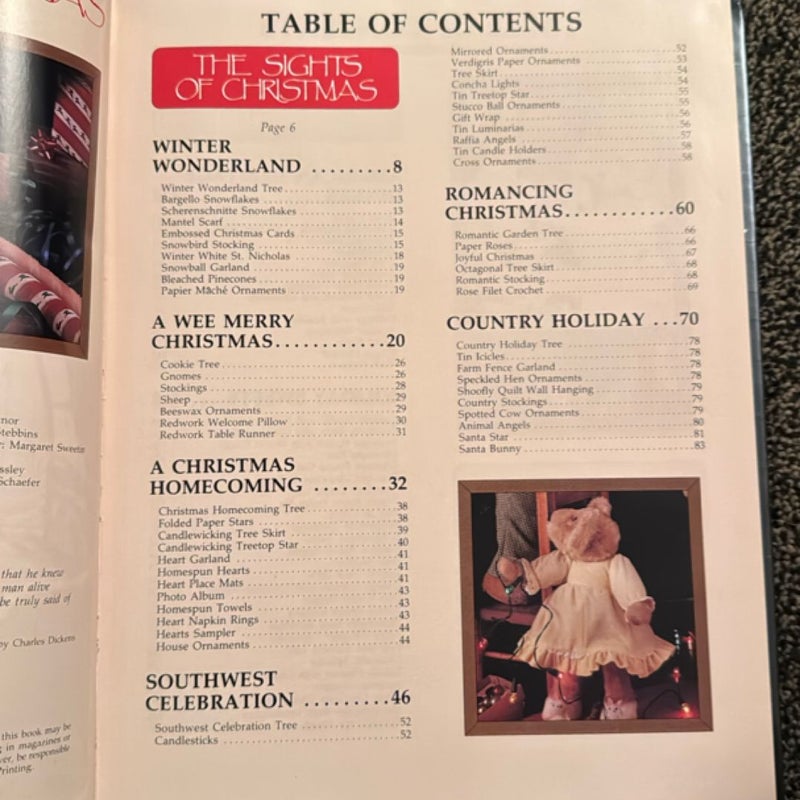 nor
tebbins
r: Margaret Sweetin
ssley
Schaefer
that he knew
man alive
be truly said of
by Charles Dickens
this book may be
g in magazines or
er, be responsible
Printing.
TABLE OF CONTENTS
THE SIGHTS
OF CHRISTMAS
Page 6
WINTER
WONDERLAND .........8
Winter Wonderland Tree.......13
Bargello Snowflakes.......13
Scherenschnitte Snowflakes.......13
Mantel Scarf.......14
Embossed Christmas Cards.......15
Snowbird Stocking.......15
Winter White St. Nicholas.......18
Snowball Garland.......19
Bleached Pinecones.......19
Papier Mâché Ornaments.......19
A WEE MERRY
CHRISTMAS............20
Cookie Tree.......26
Gnomes.......26
Stockings.......28
Sheep.......29
Beeswax Ornaments.......29
Redwork Welcome Pillow.......30
Redwork Table Runner.......31
A CHRISTMAS
HOMECOMING ........32
Christmas Homecoming Tree.......38
Folded Paper Stars.......38
Candlewicking Tree Skirt.......39
Candlewicking Treetop Star.......40
Heart Garland.......41
Homespun Hearts.......41
Heart Place Mats.......41
Photo Album.......43
Homespun Towels.......43
Heart Napkin Rings.......43
Hearts Sampler.......44
House Ornaments.......44
SOUTHWEST
CELEBRATION .........46
Southwest Celebration Tree.......52
Candlesticks.......52
Mirrored Ornaments.......52
Verdigris Paper Ornaments.......53
Tree Skirt.......54
Concha Lights.......54
Tin Treetop Star.......55
Stucco Ball Ornaments.......55
Gift Wrap.......56
Tin Luminarias.......56
Raffia Angels.......57
Tin Candle Holders.......58
Cross Ornaments.......58
ROMANCING
CHRISTMAS............60
Romantic Garden Tree.......66
Paper Roses.......66
Joyful Christmas.......67
Octagonal Tree Skirt.......68
Romantic Stocking.......68
Rose Filet Crochet.......69
COUNTRY HOLIDAY ...70
Country Holiday Tree.......78
Tin Icicles.......78
Farm Fence Garland.......78
Speckled Hen Ornaments.......78
Shoofly Quilt Wall Hanging.......79
Country Stockings.......79
Spotted Cow Ornaments.......79
Animal Angels.......80
Santa Star.......81
Santa Bunny.......83